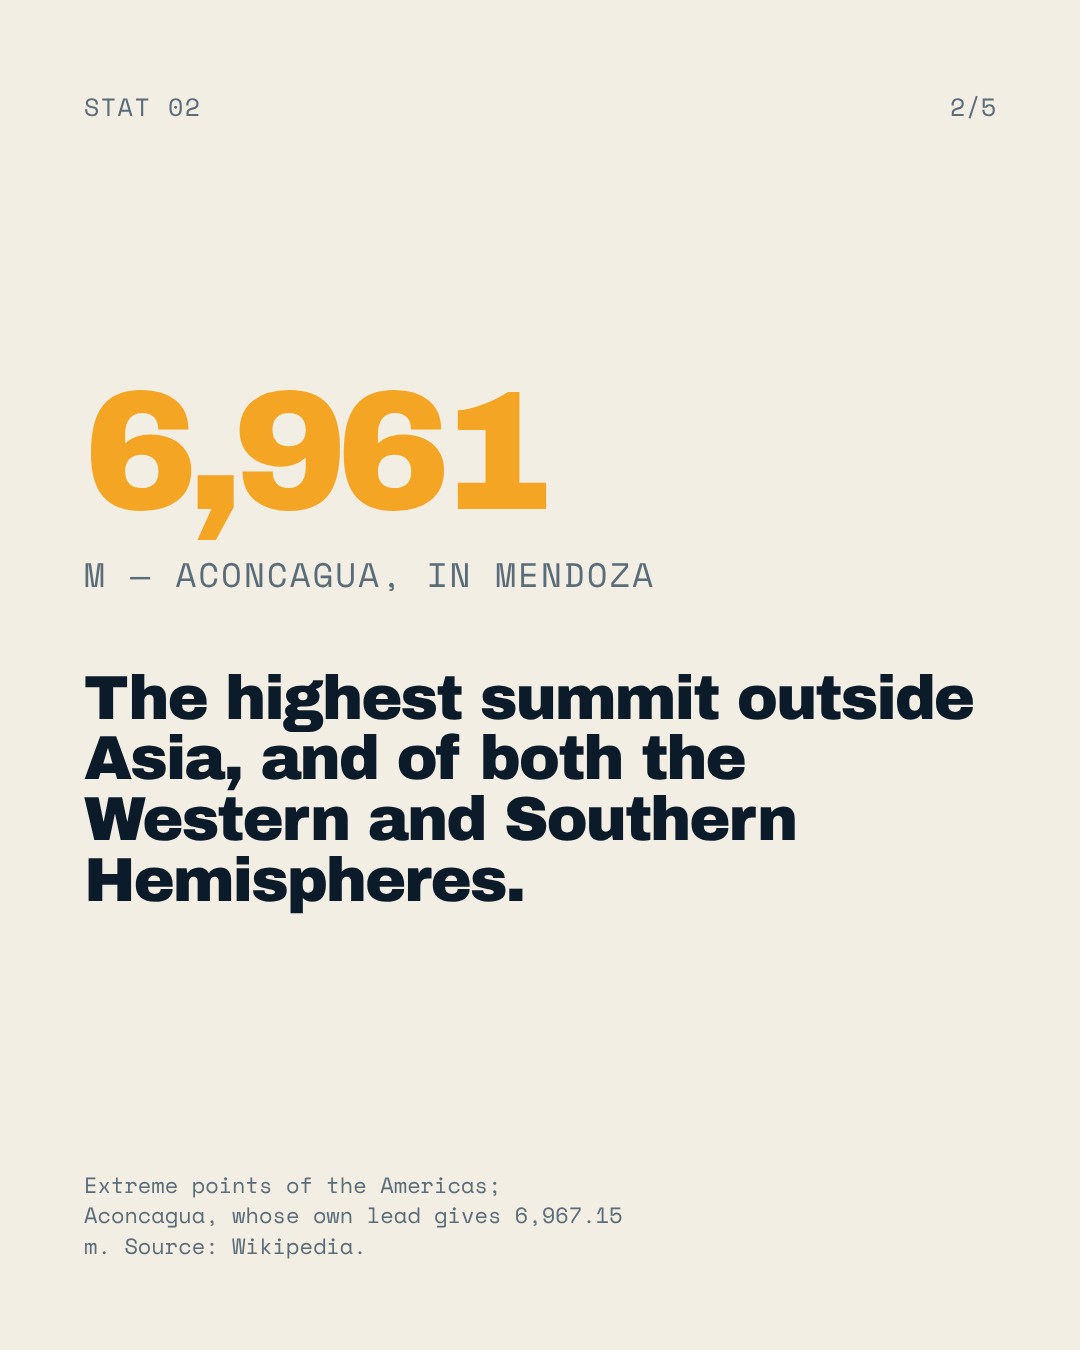 STAT 02
2/5
6,961
M — ACONCAGUA, IN MENDOZA
The highest summit outside
Asia, and of both the
Western and Southern
Hemispheres.
Extreme points of the Americas;
Aconcagua, whose own lead gives 6,967.15
m. Source: Wikipedia.